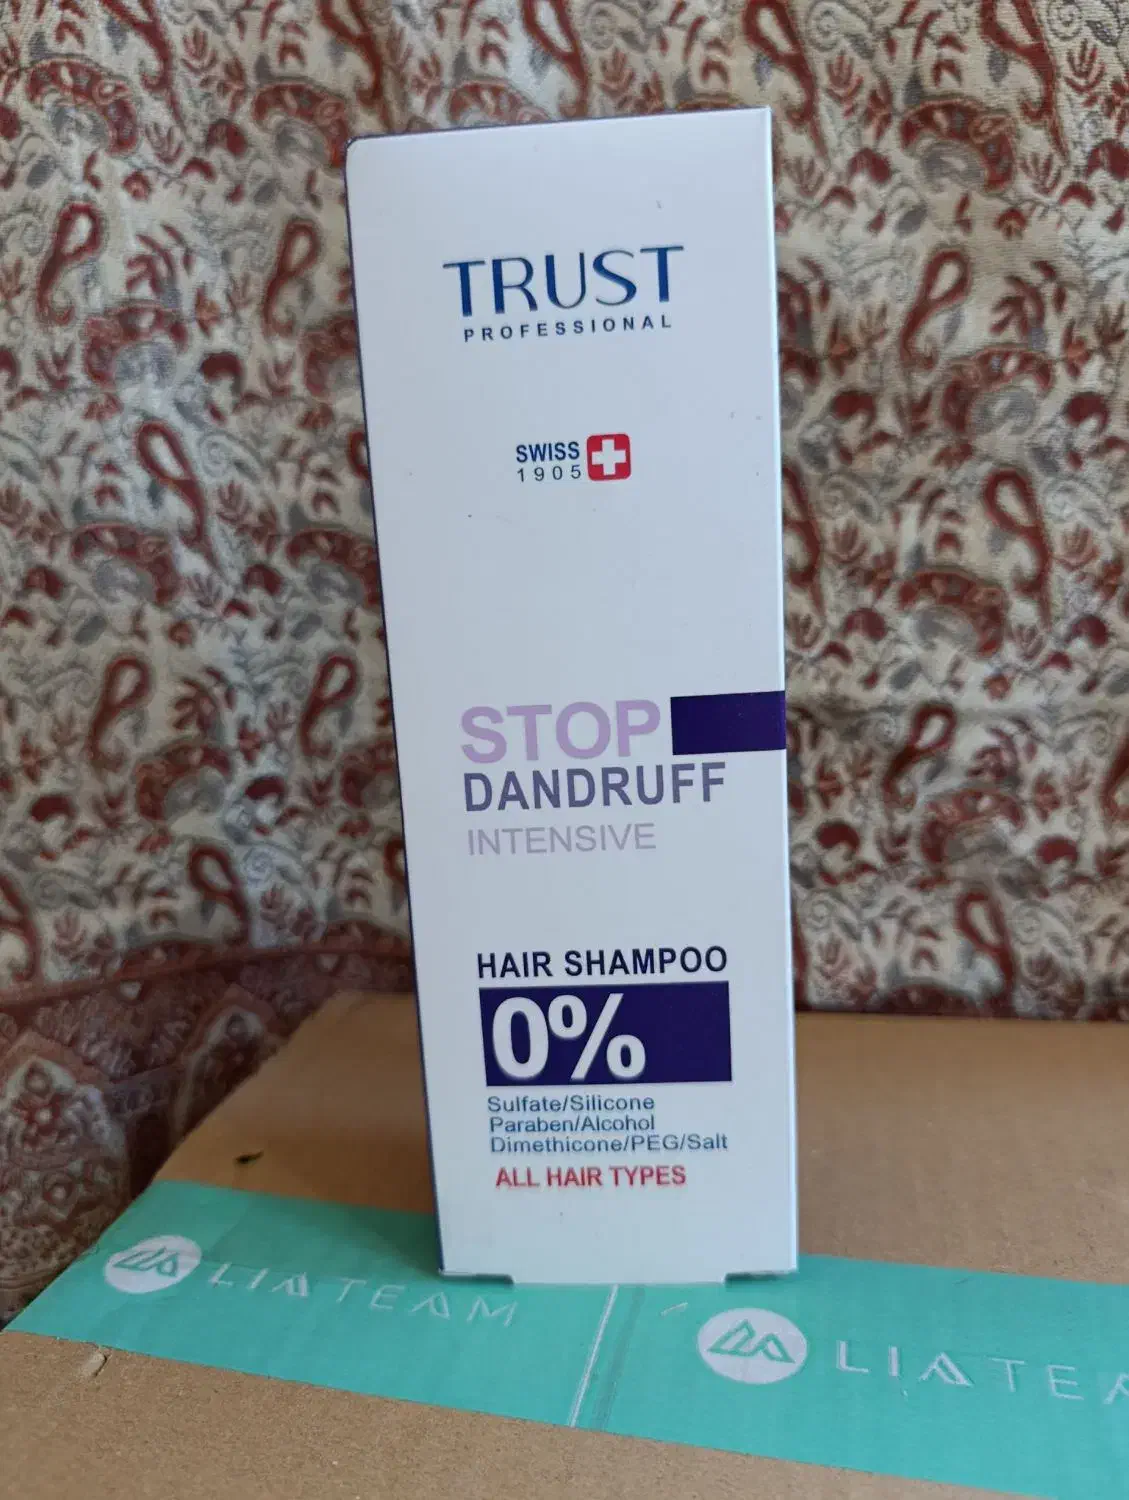 TRUST
PROFESSIONAL
SWISS
1905
STOP
DANDRUFF
INTENSIVE
HAIR SHAMPOO
0%
Sulfate/Silicone
Paraben/Alcohol
Dimethicone/PEG/Salt
ALL HAIR TYPES
LIATEAM
LIATEA